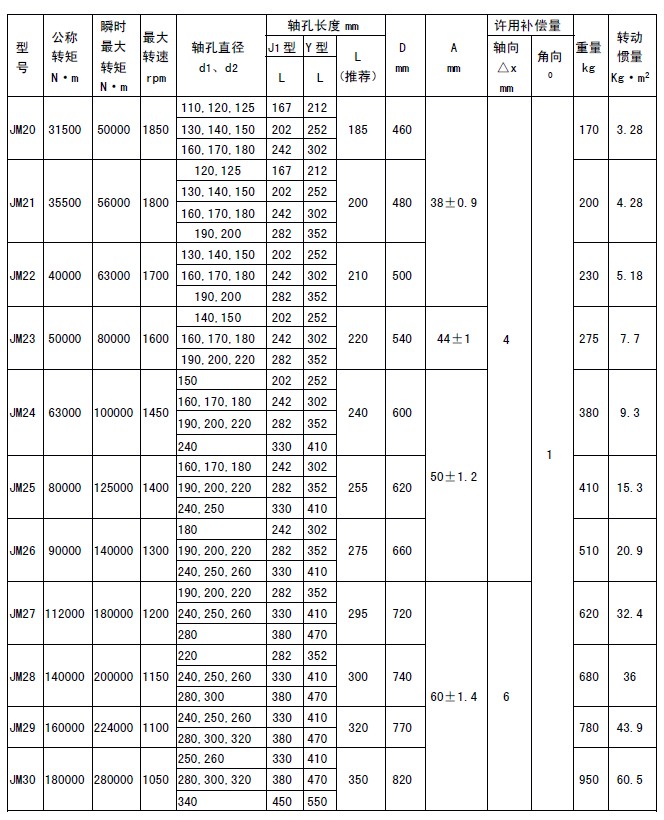 型号 公称转矩 N·m 瞬时最大转矩 N·m 最大转速 rpm 轴孔直径 d1、d2 轴孔长度 mm D mm A mm 许用补偿量 重量 kg 转动惯量 Kg·m²
J1型 Y型 L (推荐) 轴向 △x mm 角向 °
L L
JM20 31500 50000 1850 110,120,125 167 212 185 460 38±0.9 4 1 170 3.28
130,140,150 202 252
160,170,180 242 302
JM21 35500 56000 1800 120,125 167 212 200 480 200 4.28
130,140,150 202 252
160,170,180 242 302
190,200 282 352
JM22 40000 63000 1700 130,140,150 202 252 210 500 230 5.18
160,170,180 242 302
190,200 282 352
JM23 50000 80000 1600 140,150 202 252 220 540 44±1 275 7.7
160,170,180 242 302
190,200,220 282 352
JM24 63000 100000 1450 150 202 252 240 600 50±1.2 380 9.3
160,170,180 242 302
190,200,220 282 352
240 330 410
JM25 80000 125000 1400 160,170,180 242 302 255 620 410 15.3
190,200,220 282 352
240,250 330 410
JM26 90000 140000 1300 180 242 302 275 660 510 20.9
190,200,220 282 352
240,250,260 330 410
JM27 112000 180000 1200 190,200,220 282 352 295 720 60±1.4 6 620 32.4
240,250,260 330 410
280 380 470
JM28 140000 200000 1150 220 282 352 300 740 680 36
240,250,260 330 410
280,300 380 470
JM29 160000 224000 1100 240,250,260 330 410 320 770 780 43.9
280,300,320 380 470
JM30 180000 280000 1050 250,260 330 410 350 820 950 60.5
280,300,320 380 470
340 450 550